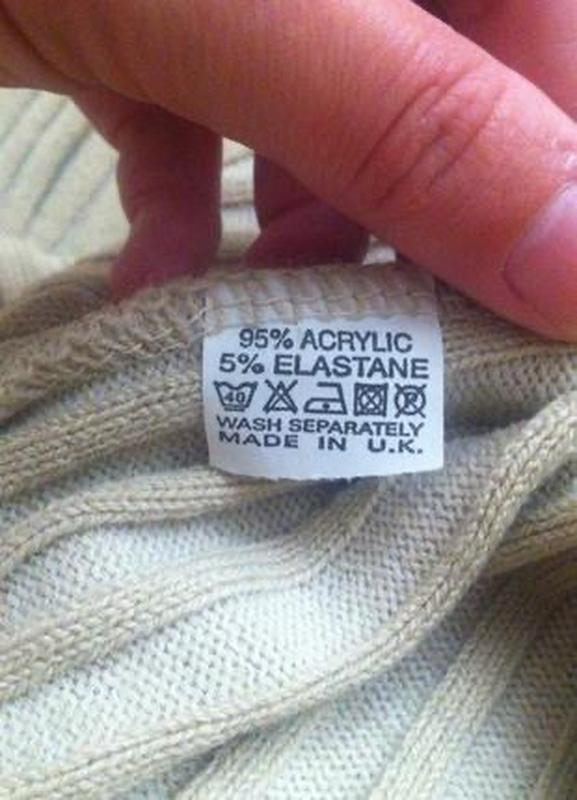 95% ACRYLIC
5% ELASTANE
40 R
WASH SEPARATELY
MADE IN U.K.